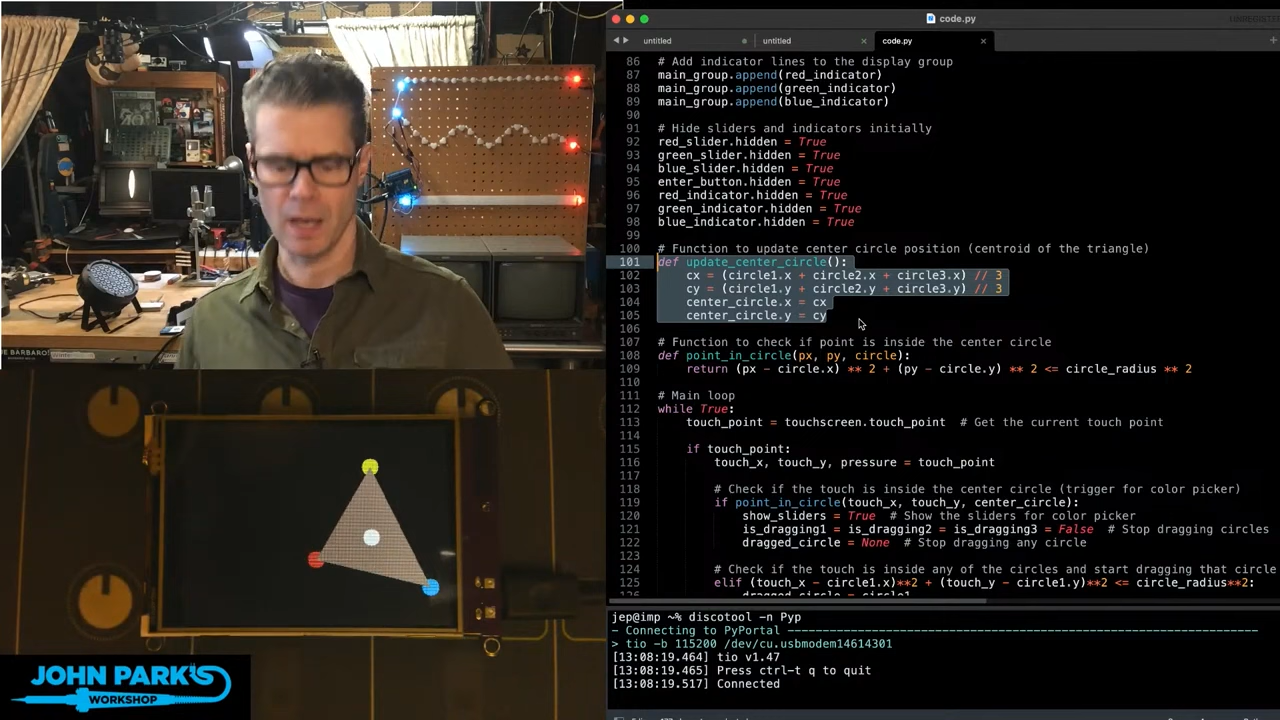 code.py
untitled
untitled
code.py
86 # Add indicator lines to the display group
87 main_group.append(red_indicator)
88 main_group.append(green_indicator)
89 main_group.append(blue_indicator)
90
91 # Hide sliders and indicators initially
92 red_slider.hidden = True
93 green_slider.hidden = True
94 blue_slider.hidden = True
95 enter_button.hidden = True
96 red_indicator.hidden = True
97 green_indicator.hidden = True
98 blue_indicator.hidden = True
99
100 # Function to update center circle position (centroid of the triangle)
101 def update_center_circle():
102 cx = (circle1.x + circle2.x + circle3.x) // 3
103 cy = (circle1.y + circle2.y + circle3.y) // 3
104 center_circle.x = cx
105 center_circle.y = cy
106
107 # Function to check if point is inside the center circle
108 def point_in_circle(px, py, circle):
109 return (px - circle.x) ** 2 + (py - circle.y) ** 2 <= circle_radius ** 2
110
111 # Main loop
112 while True:
113 touch_point = touchscreen.touch_point # Get the current touch point
114
115 if touch_point:
116 touch_x, touch_y, pressure = touch_point
117
118 # Check if the touch is inside the center circle (trigger for color picker)
119 if point_in_circle(touch_x, touch_y, center_circle):
120 show_sliders = True # Show the sliders for color picker
121 is_dragging1 = is_dragging2 = is_dragging3 = False # Stop dragging circles
122 dragged_circle = None # Stop dragging any circle
123
124 # Check if the touch is inside any of the circles and start dragging that circle
125 elif (touch_x - circle1.x)**2 + (touch_y - circle1.y)**2 <= circle_radius**2:
jep@imp ~% discotool -n Pyp
- Connecting to PyPortal
> tio -b 115200 /dev/cu.usbmodem14614301
[13:08:19.464] tio v1.47
[13:08:19.465] Press ctrl-t q to quit
[13:08:19.517] Connected
JOHN PARK'S
WORKSHOP